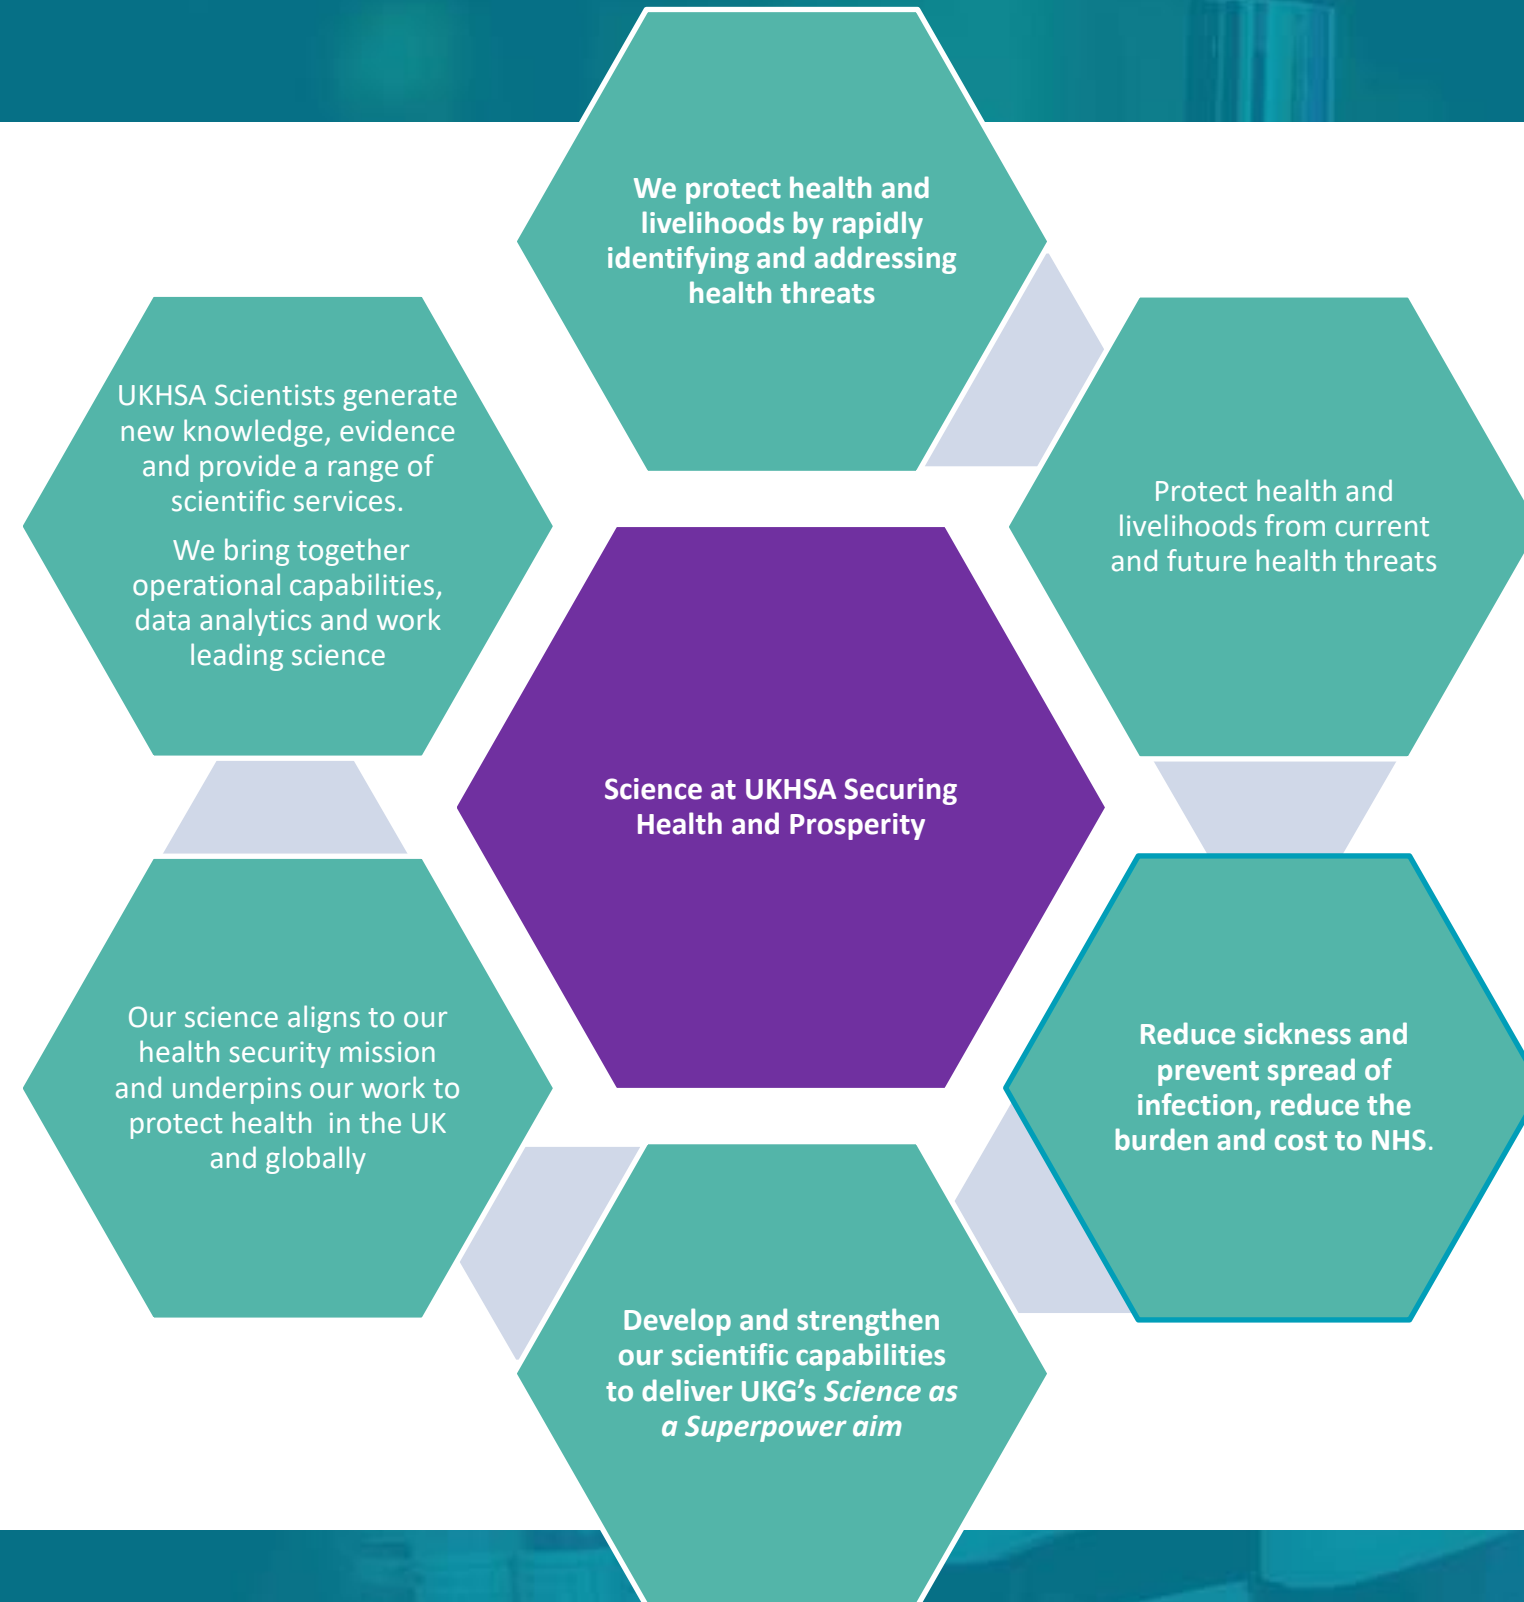 We protect health and
livelihoods by rapidly
identifying and addressing
health threats
UKHSA Scientists generate
new knowledge, evidence
and provide a range of
scientific services.
We bring together
operational capabilities,
data analytics and work
leading science
Protect health and
livelihoods from current
and future health threats
Science at UKHSA Securing
Health and Prosperity
Our science aligns to our
health security mission
and underpins our work to
protect health  in the UK
and globally
Reduce sickness and
prevent spread of
infection, reduce the
burden and cost to NHS.
Develop and strengthen
our scientific capabilities
to deliver UKG’s Science as
a Superpower aim